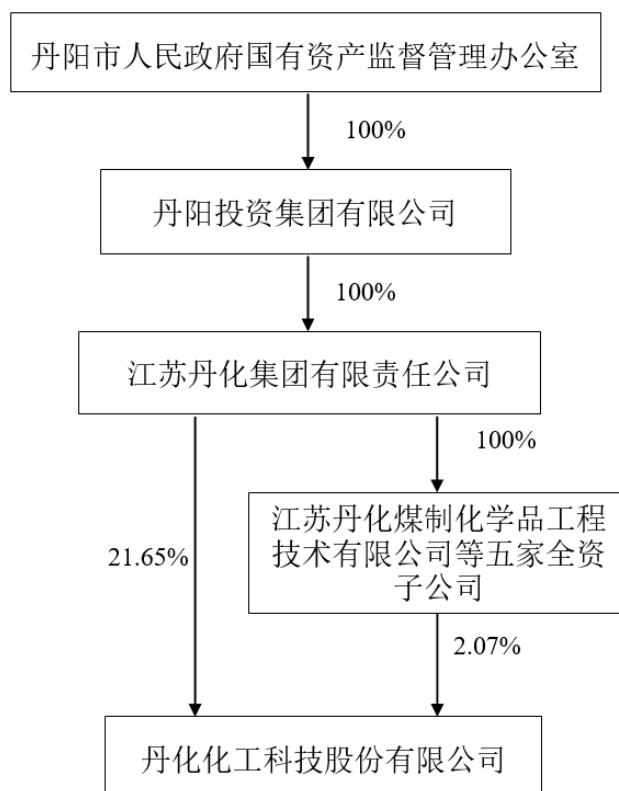 丹阳市人民政府国有资产监督管理办公室
100%
丹阳投资集团有限公司
100%
江苏丹化集团有限责任公司
100%
江苏丹化煤制化学品工程
技术有限公司等五家全资
子公司
21.65%
2.07%
丹化化工科技股份有限公司